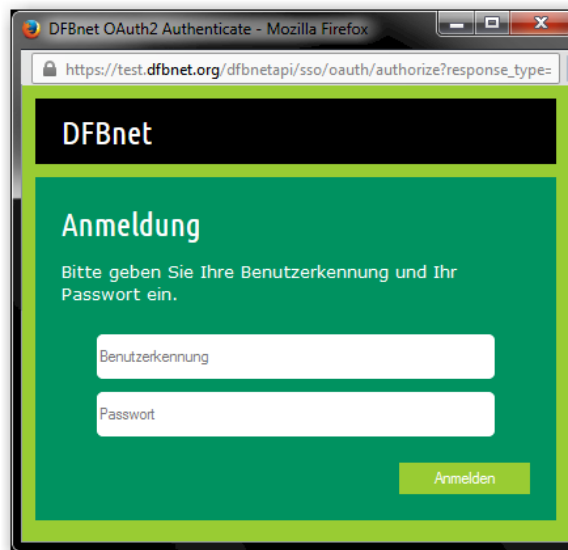 DFBnet OAuth2 Authenticate - Mozilla Firefox
https://test.dfbnet.org/dfbnetapi/sso/oauth/authorize?response_type=
DFBnet
Anmeldung
Bitte geben Sie Ihre Benutzerkennung und Ihr
Passwort ein.
Benutzerkennung
Passwort
Anmelden